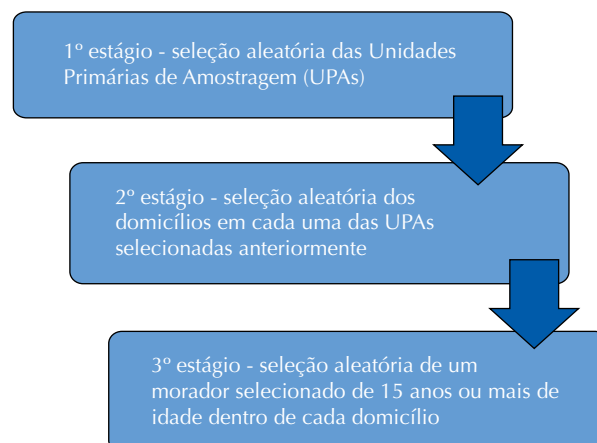 1º estágio - seleção aleatória das Unidades
Primárias de Amostragem (UPAs)
2º estágio - seleção aleatória dos
domicílios em cada uma das UPAs
selecionadas anteriormente
3º estágio - seleção aleatória de um
morador selecionado de 15 anos ou mais de
idade dentro de cada domicílio